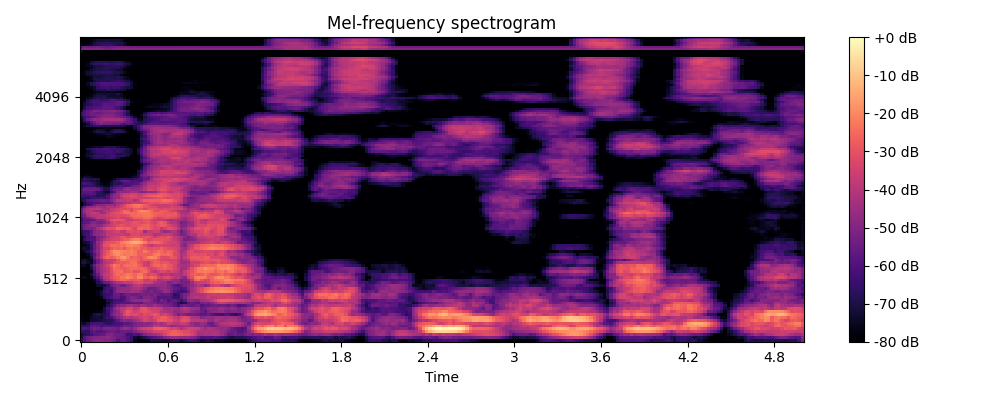 Mel-frequency spectrogram
Hz
4096
2048
1024
512
0
0 0.6 1.2 1.8 2.4 3 3.6 4.2 4.8
Time
+0 dB
-10 dB
-20 dB
-30 dB
-40 dB
-50 dB
-60 dB
-70 dB
-80 dB